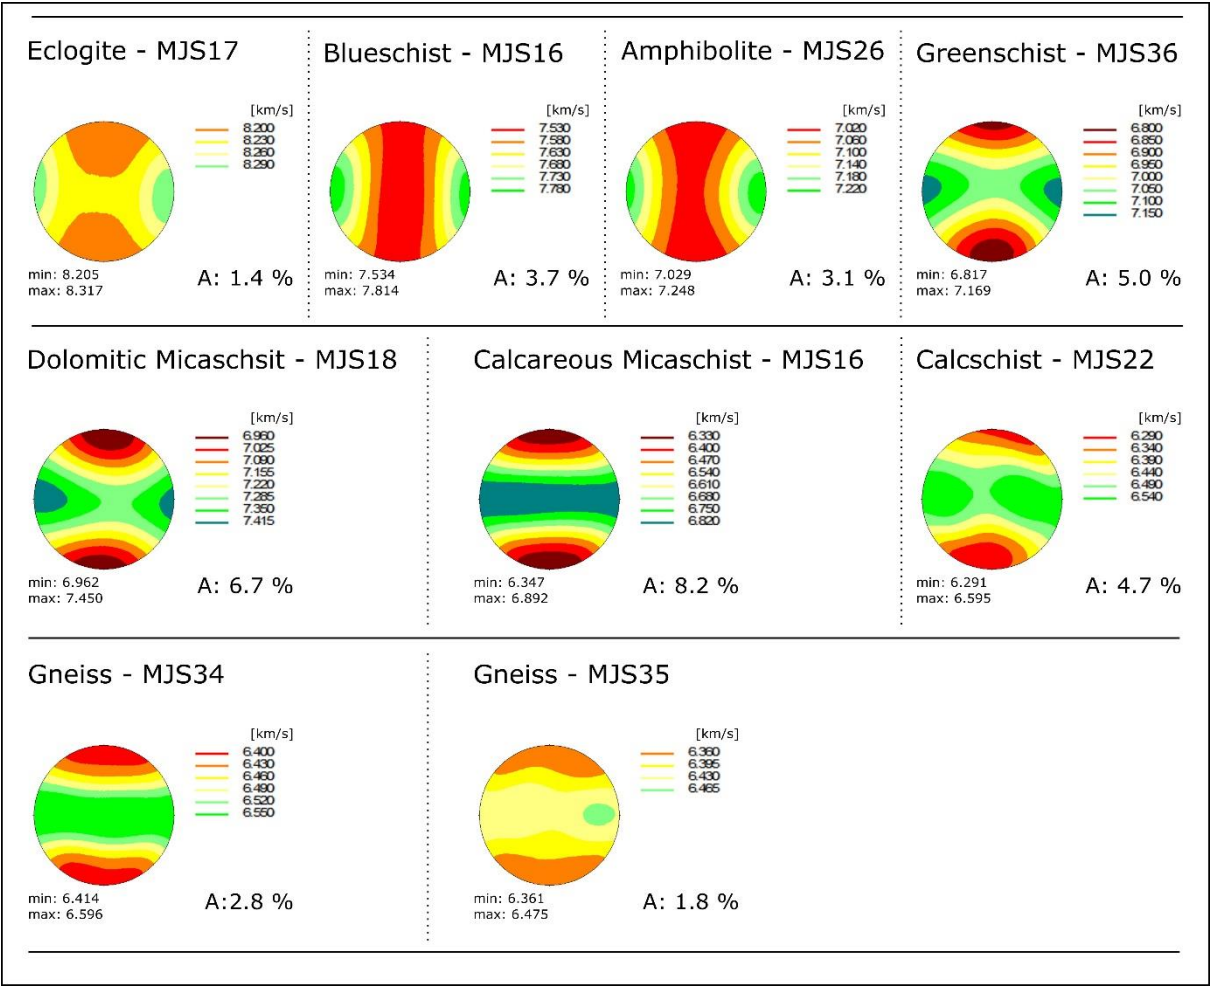 Eclogite - MJS17
[km/s]
8.200
8.230
8.260
8.290
min: 8.205
max: 8.317
A: 1.4 %
Blueschist - MJS16
[km/s]
7.530
7.580
7.630
7.680
7.730
7.780
min: 7.534
max: 7.814
A: 3.7 %
Amphibolite - MJS26
[km/s]
7.020
7.060
7.100
7.140
7.180
7.220
min: 7.029
max: 7.248
A: 3.1 %
Greenschist - MJS36
[km/s]
6.800
6.850
6.900
6.950
7.000
7.050
7.100
7.150
min: 6.817
max: 7.169
A: 5.0 %
Dolomitic Micaschsit - MJS18
[km/s]
6.960
7.025
7.090
7.155
7.220
7.285
7.350
7.415
min: 6.962
max: 7.450
A: 6.7 %
Calcareous Micaschist - MJS16
[km/s]
6.330
6.400
6.470
6.540
6.610
6.680
6.750
6.820
min: 6.347
max: 6.892
A: 8.2 %
Calcschist - MJS22
[km/s]
6.290
6.340
6.390
6.440
6.490
6.540
min: 6.291
max: 6.595
A: 4.7 %
Gneiss - MJS34
[km/s]
6.400
6.430
6.460
6.490
6.520
6.550
min: 6.414
max: 6.596
A:2.8 %
Gneiss - MJS35
[km/s]
6.360
6.395
6.430
6.465
min: 6.361
max: 6.475
A: 1.8 %